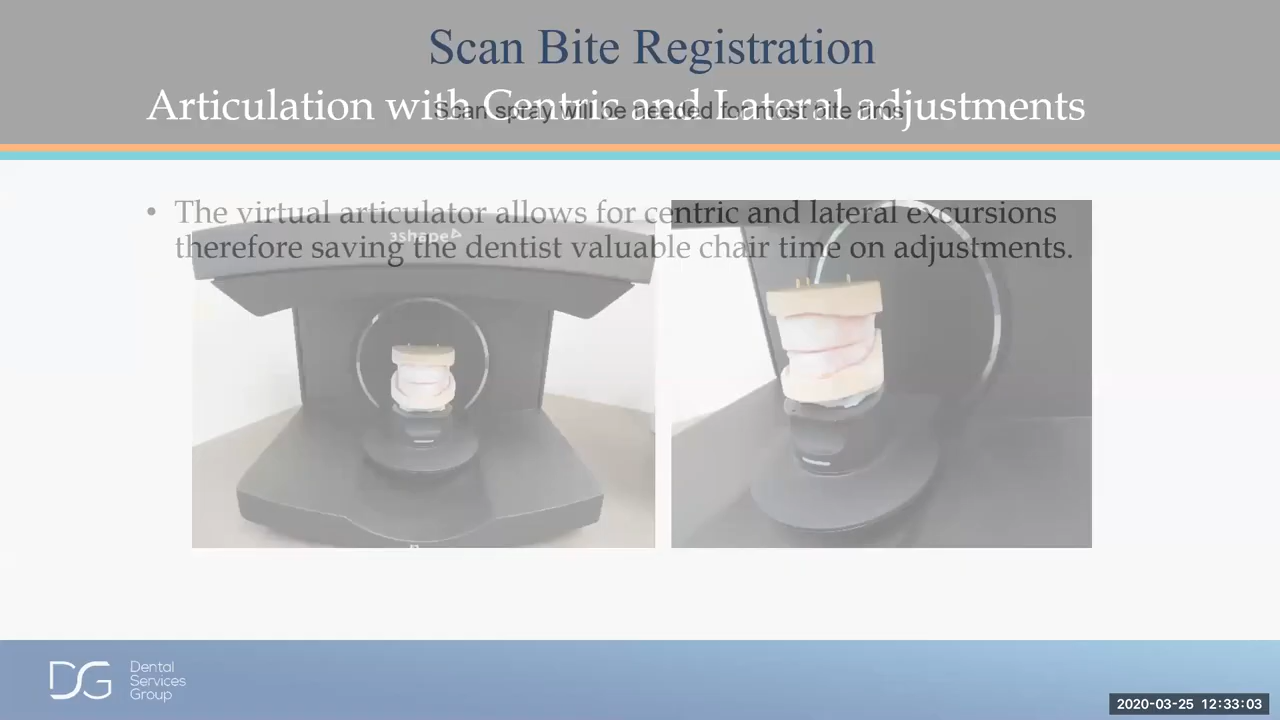 Scan Bite Registration
Articulation with Centric and Lateral adjustments
Scan spray will be needed for most bite rims
• The virtual articulator allows for centric and lateral excursions
therefore saving the dentist valuable chair time on adjustments.
3shape
DG
Dental
Services
Group
2020-03-25 12:33:03